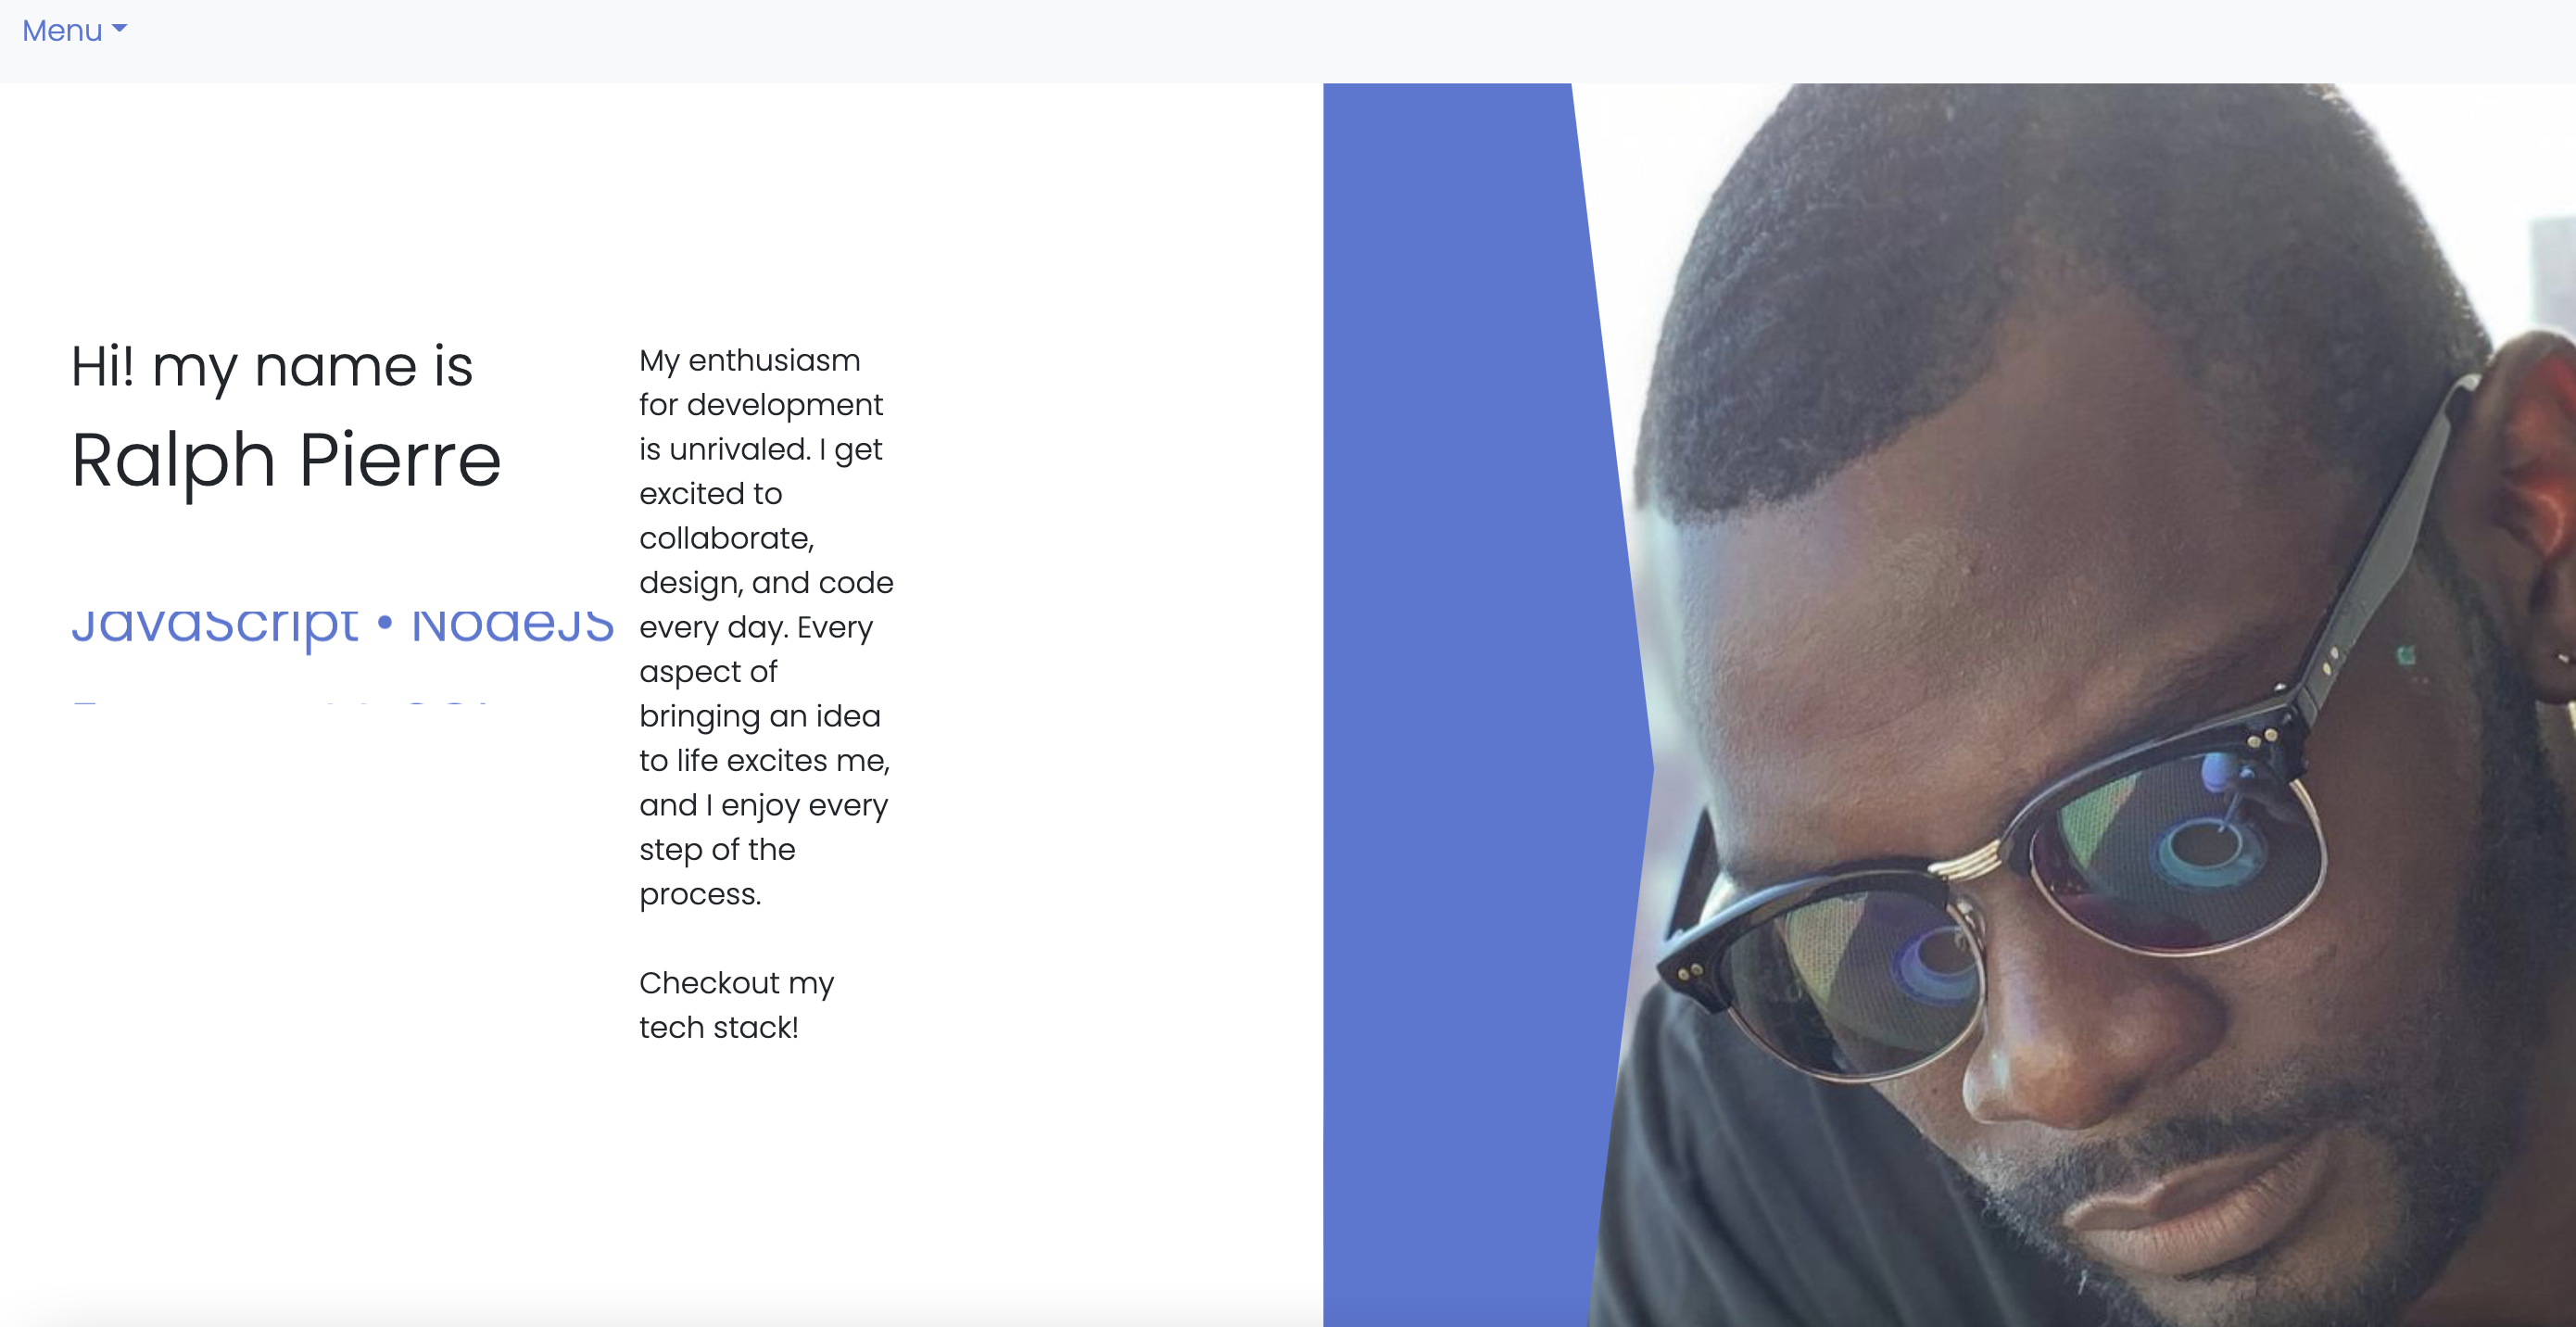 Menu
Hi! my name is
Ralph Pierre
JavaScript • NodeJS
My enthusiasm
for development
is unrivaled. I get
excited to
collaborate,
design, and code
every day. Every
aspect of
bringing an idea
to life excites me,
and I enjoy every
step of the
process.
Checkout my
tech stack!